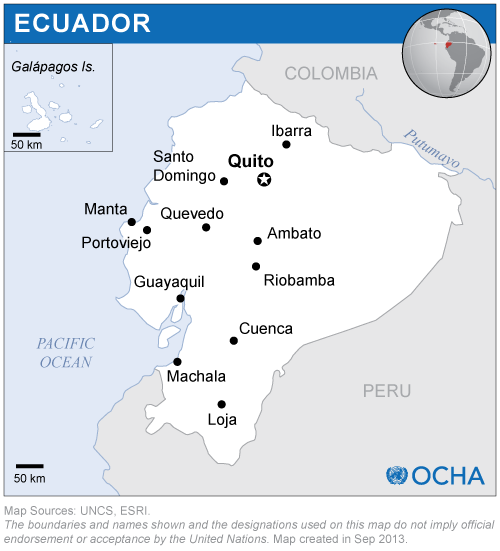 ECUADOR
Galápagos Is.
50 km
COLOMBIA
Putumayo
Ibarra
Santo
Domingo
Quito
Manta
Quevedo
Portoviejo
Ambato
Guayaquil
Riobamba
PACIFIC
OCEAN
Cuenca
Machala
PERU
Loja
50 km
OCHA
Map Sources: UNCS, ESRI.
The boundaries and names shown and the designations used on this map do not imply official
endorsement or acceptance by the United Nations. Map created in Sep 2013.